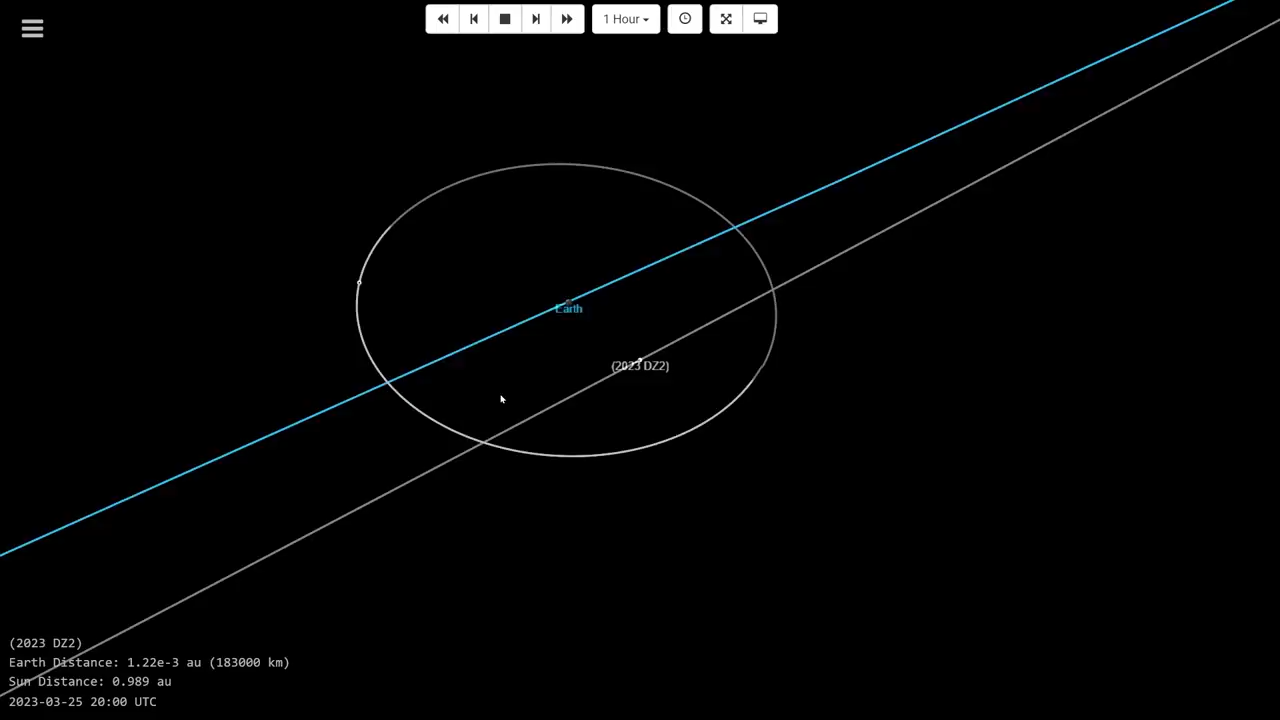 1 Hour
Earth
(2023 DZ2)
(2023 DZ2)
Earth Distance: 1.22e-3 au (183000 km)
Sun Distance: 0.989 au
2023-03-25 20:00 UTC